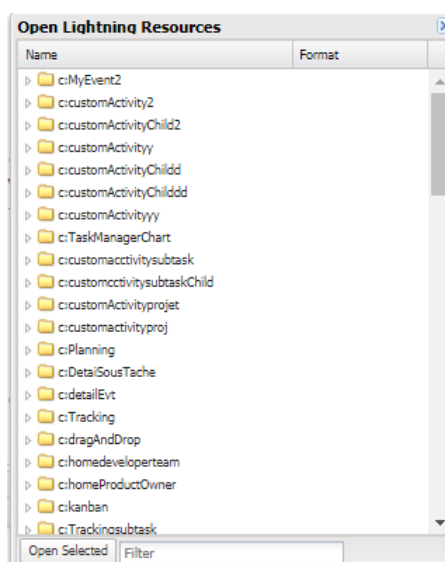 Open Lightning Resources
Name Format
c:MyEvent2
c:customActivity2
c:customActivityChild2
c:customActivityy
c:customActivityChildd
c:customActivityChilddd
c:customActivityyy
c:TaskManagerChart
c:customacctivitysubtask
c:customcctivitysubtaskChild
c:customActivityprojet
c:customactivityproj
c:Planning
c:DetaiSousTache
c:detailEvt
c:Tracking
c:dragAndDrop
c:homedeveloperteam
c:homeProductOwner
c:kanban
c:Trackingsubtask
Open Selected Filter